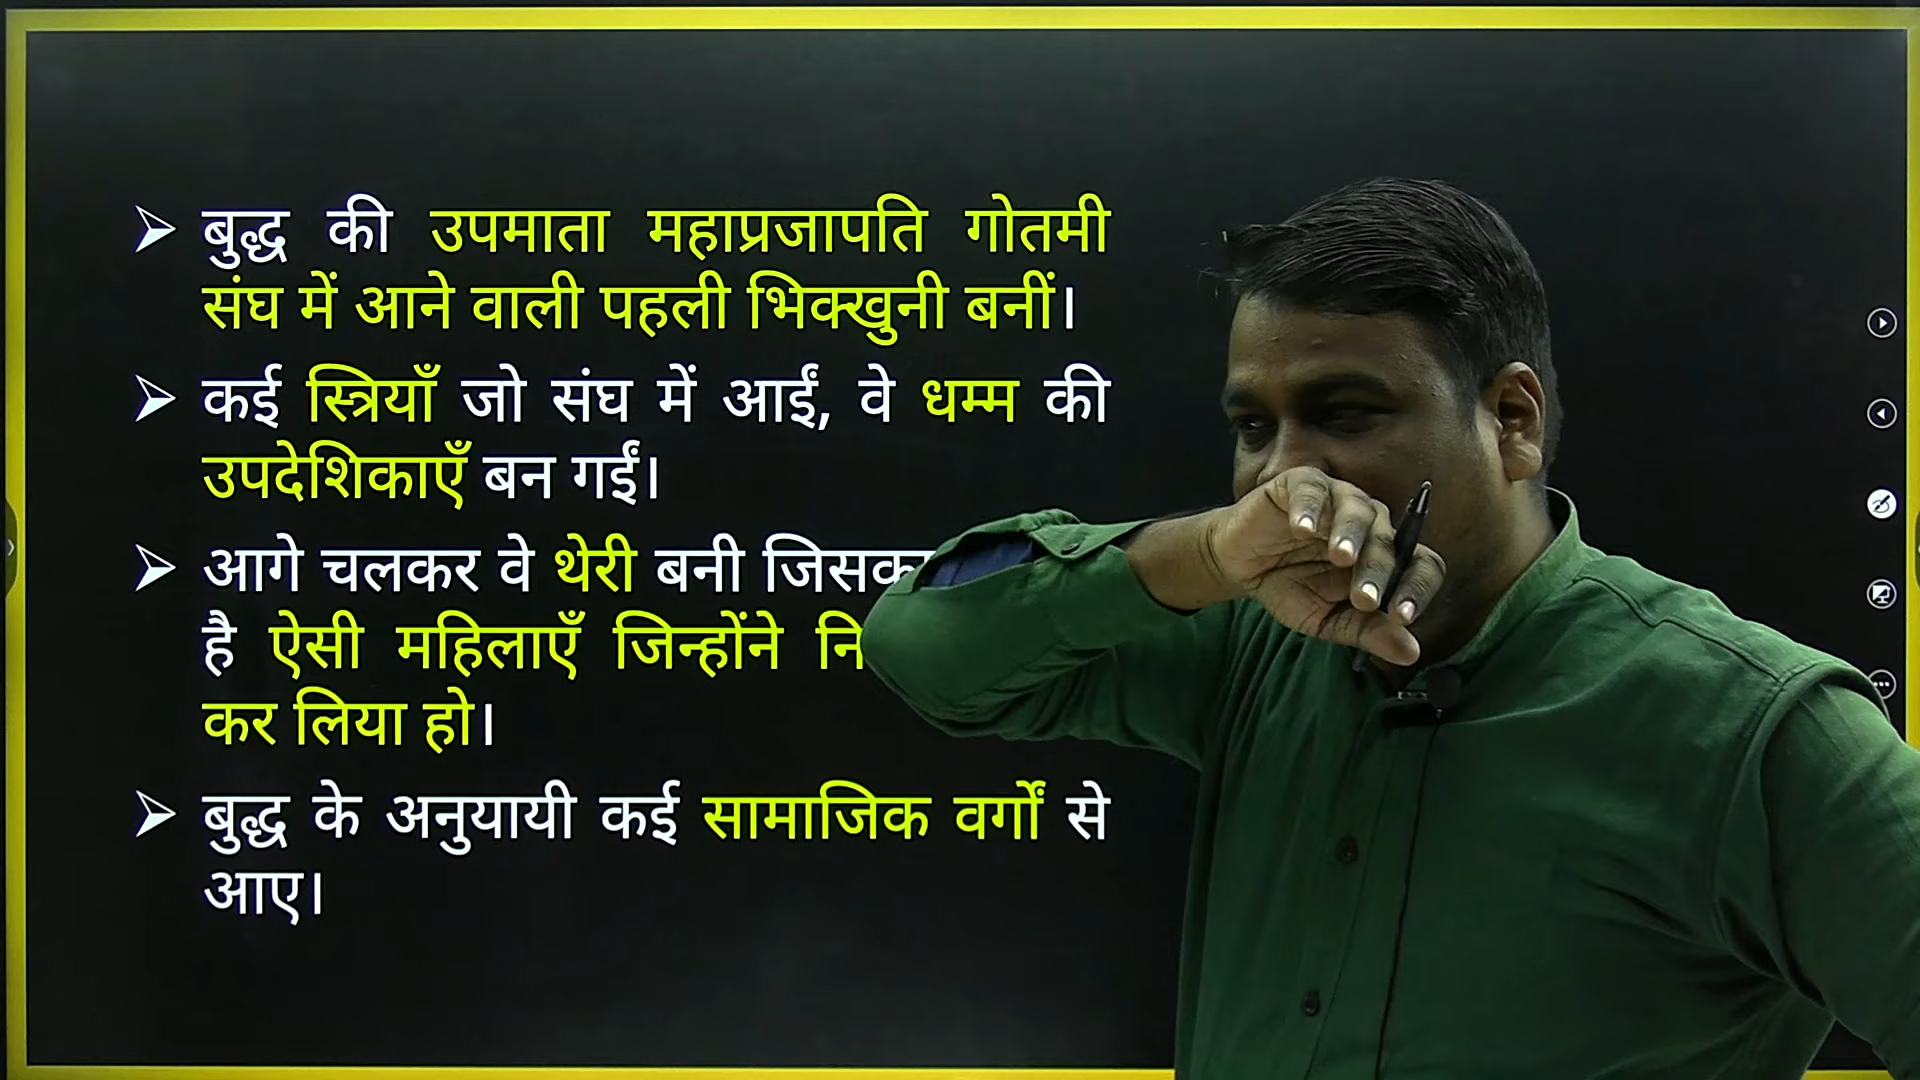 बुद्ध की उपमाता महाप्रजापति गोतमी
संघ में आने वाली पहली भिक्खुनी बनीं।
कई स्त्रियाँ जो संघ में आईं, वे धम्म की
उपदेशिकाएँ बन गईं।
आगे चलकर वे थेरी बनी
है ऐसी महिलाएँ जिन्होंने
कर लिया हो।
बुद्ध के अनुयायी कई सामाजिक वर्गों से
आए।